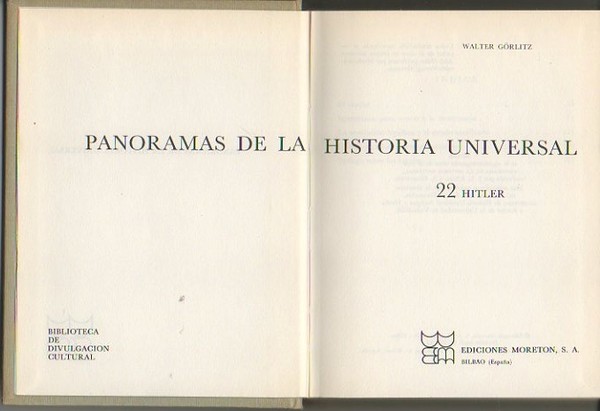 WALTER GÖRLITZ
PANORAMAS DE LA HISTORIA UNIVERSAL
22 HITLER
BIBLIOTECA
DE
DIVULGACION
CULTURAL
EDICIONES MORETON, S. A.
BILBAO (España)